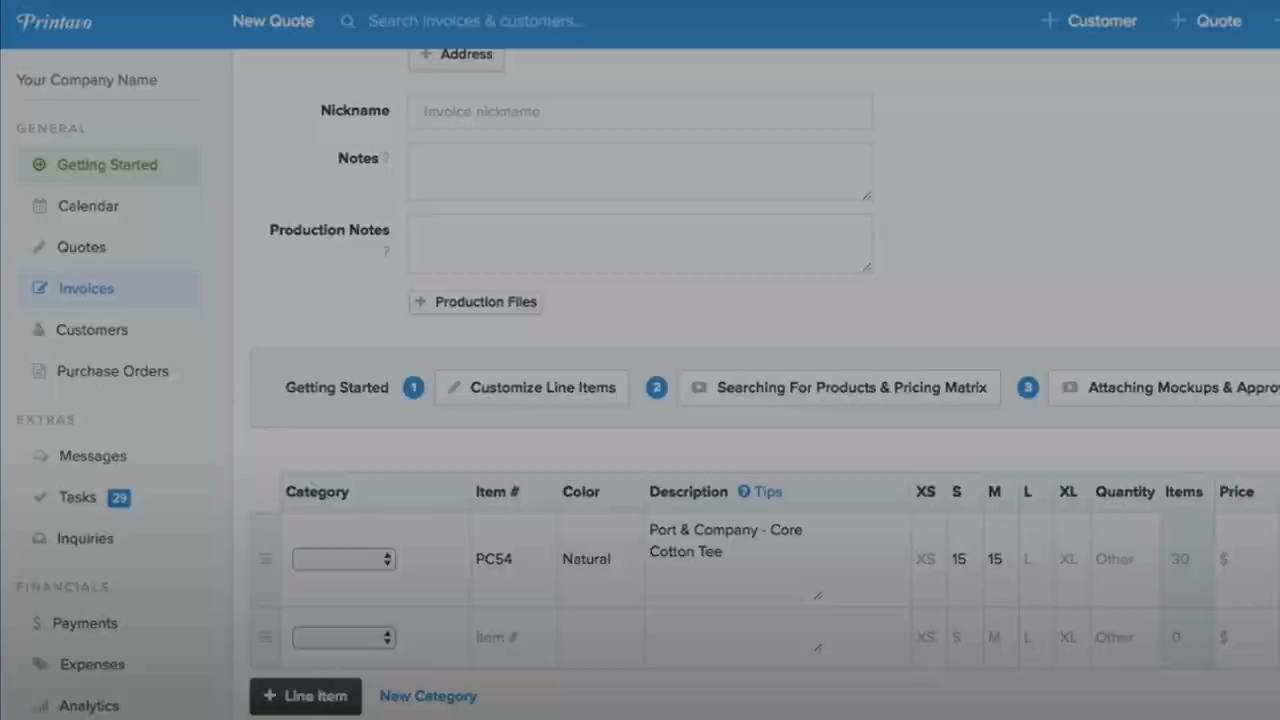 Printavo
New Quote
Search invoices & customers...
+ Customer
+ Quote
Your Company Name
GENERAL
Getting Started
Calendar
Quotes
Invoices
Customers
Purchase Orders
EXTRAS
Messages
Tasks 29
Inquiries
FINANCIALS
$ Payments
Expenses
Analytics
+ Address
Nickname
Invoice nickname
Notes ?
Production Notes
?
+ Production Files
Getting Started 1 Customize Line Items 2 Searching For Products & Pricing Matrix 3 Attaching Mockups & Appro
Category Item # Color Description ? Tips XS S M L XL Quantity Items Price
PC54 Natural Port & Company - Core
Cotton Tee
XS 15 15 L XL Other 30 $
Item # XS S M L XL Other 0 $
+ Line Item New Category